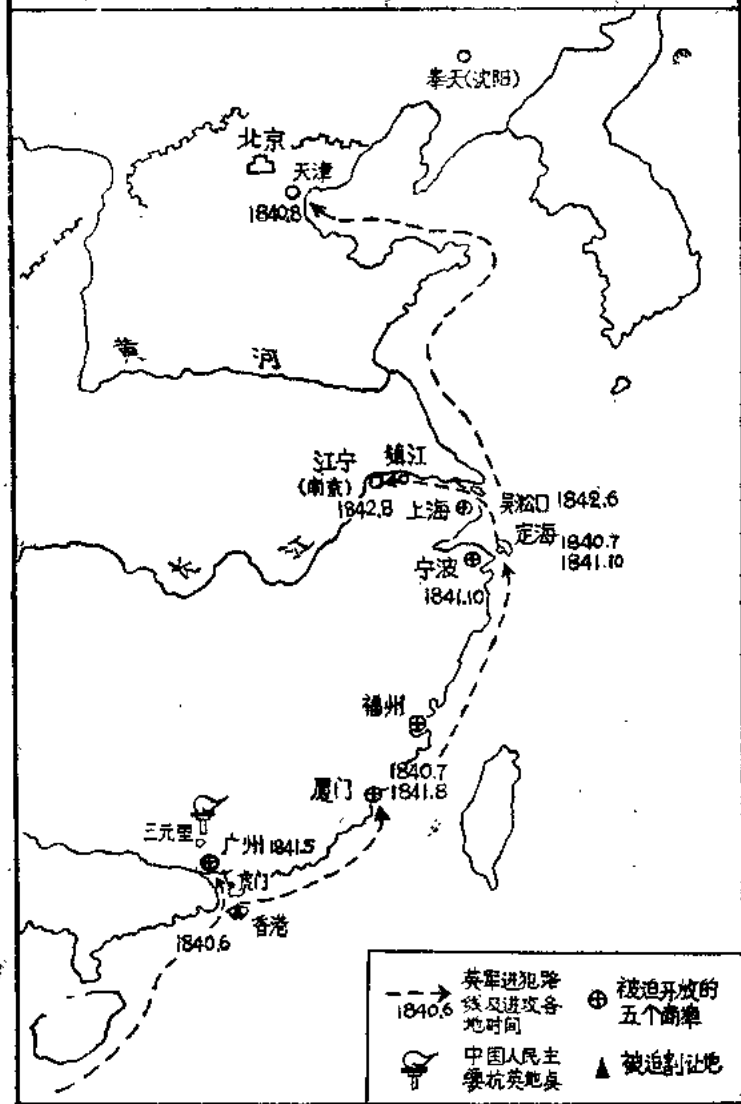 奉天(沈阳)
北京
天津
1840.8
黄河
江宁
镇江
(南京)
1842.8
上海
吴淞口 1842.6
定海
1840.7
1841.10
宁波
1841.10
长江
福州
1840.7
厦门
1841.8
三元里
广州 1841.5
虎门
香港
1840.6
英军进犯路
线及进攻各
地时间
1840.6
被迫开放的
五个商埠
中国人民主
要抗英地点
被迫割让地